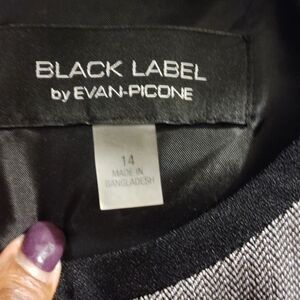 BLACK LABEL
by EVAN-PICONE
14
MADE IN
BANGLADESH